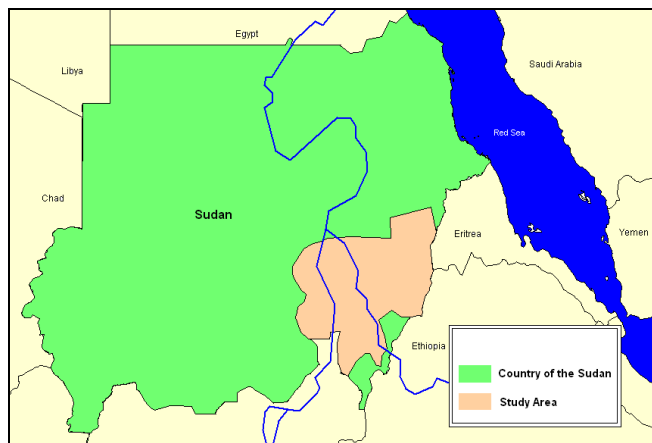 Egypt
Libya
Saudi Arabia
Red Sea
Chad
Sudan
Eritrea
Yemen
Ethiopia
Country of the Sudan
Study Area